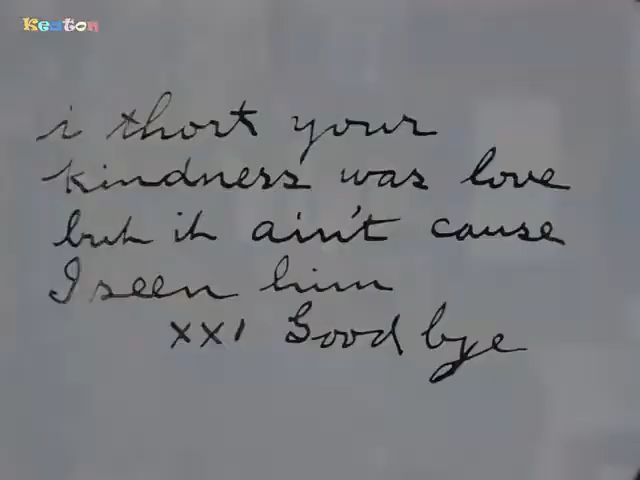 Keaton
i thort your
kindness was love
but it ain't cause
I seen him
xx1 Good bye